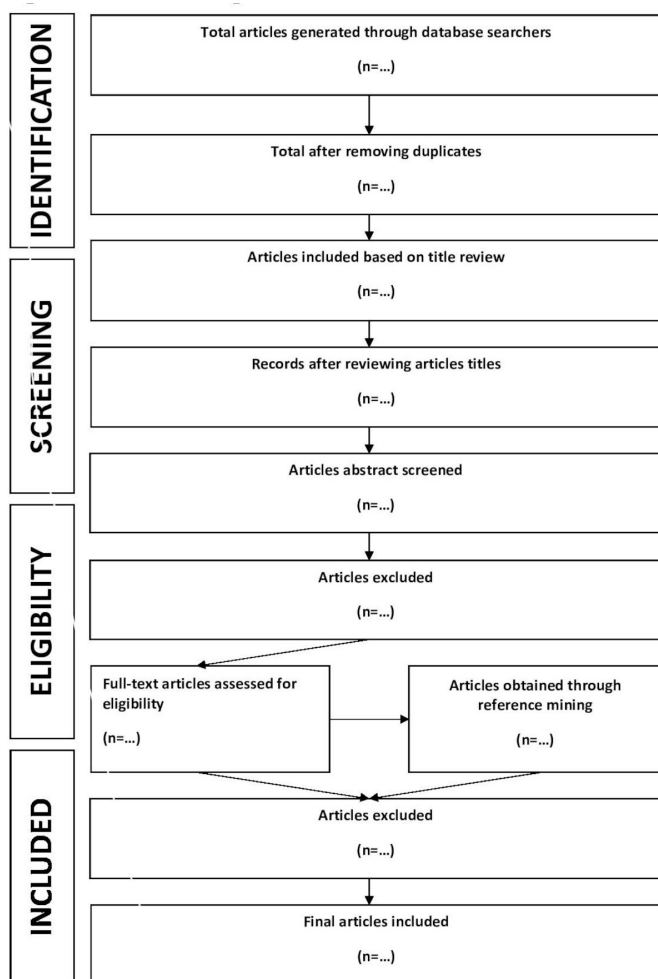 IDENTIFICATION
Total articles generated through database searchers
(n=...)
Total after removing duplicates
(n=...)
SCREENING
Articles included based on title review
(n=...)
Records after reviewing articles titles
(n=...)
Articles abstract screened
(n=...)
ELIGIBILITY
Articles excluded
(n=...)
Full-text articles assessed for
eligibility
(n=...)
Articles obtained through
reference mining
(n=...)
INCLUDED
Articles excluded
(n=...)
Final articles included
(n=...)